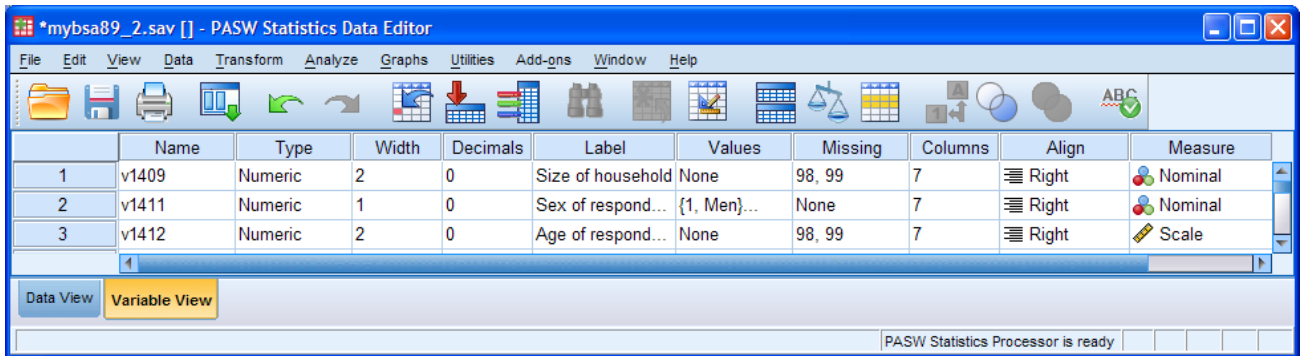 *mybsa89_2.sav [] - PASW Statistics Data Editor
File Edit View Data Transform Analyze Graphs Utilities Add-ons Window Help
A 1 ABC
Name Type Width Decimals Label Values Missing Columns Align Measure
1 v1409 Numeric 2 0 Size of household None 98, 99 7 Right Nominal
2 v1411 Numeric 1 0 Sex of respond... {1, Men}... None 7 Right Nominal
3 v1412 Numeric 2 0 Age of respond... None 98, 99 7 Right Scale
Data View Variable View
PASW Statistics Processor is ready